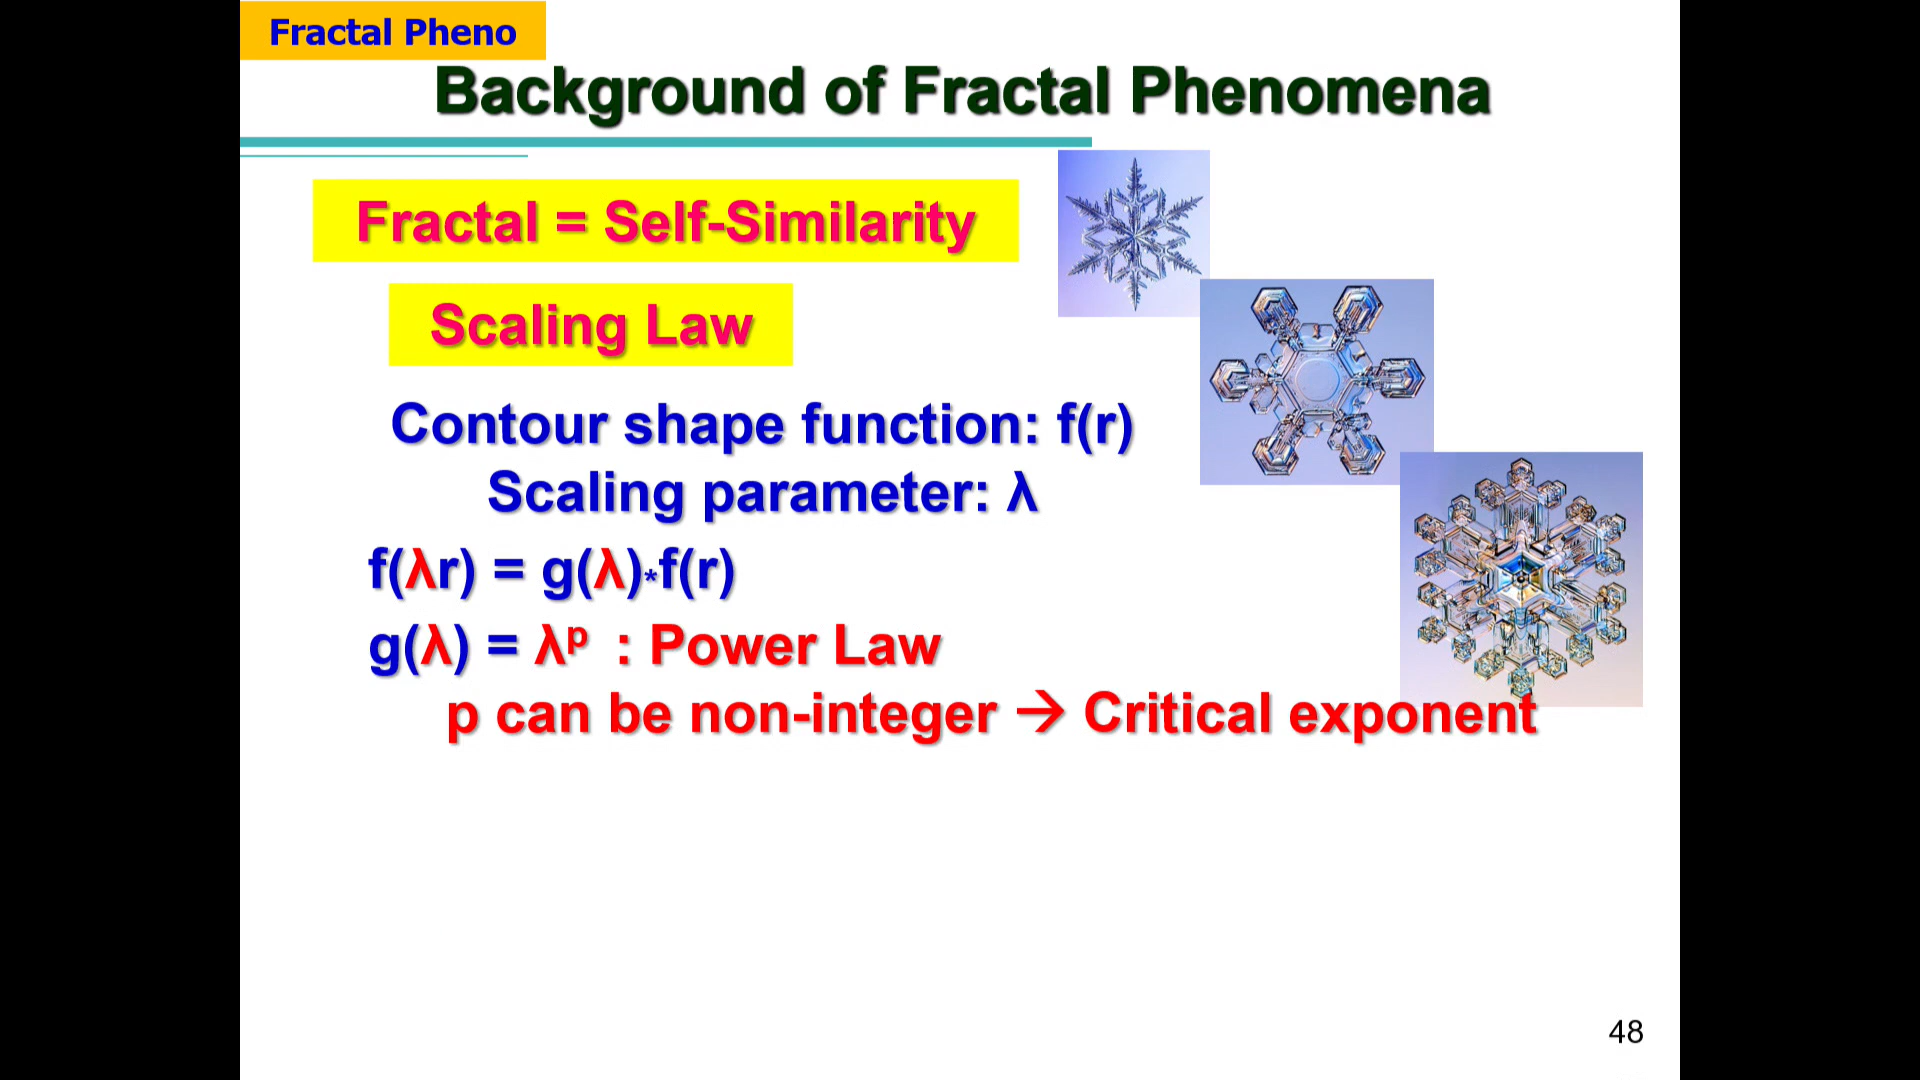 Fractal Pheno
Background of Fractal Phenomena
Fractal = Self-Similarity
Scaling Law
Contour shape function: f(r)
Scaling parameter: λ
f(λr) = g(λ)*f(r)
g(λ) = λᵖ : Power Law
p can be non-integer → Critical exponent
48